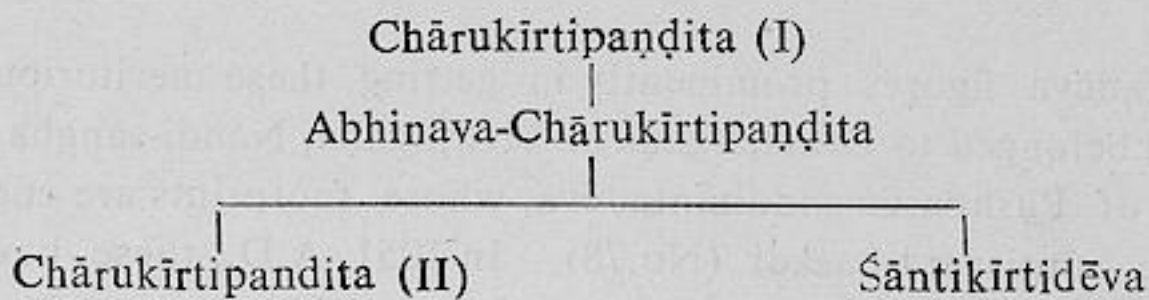 Chārukīrtipaṇḍita (I)
Abhinava-Chārukīrtipaṇḍita
Chārukīrtipandita (II) Śāntikīrtidēva